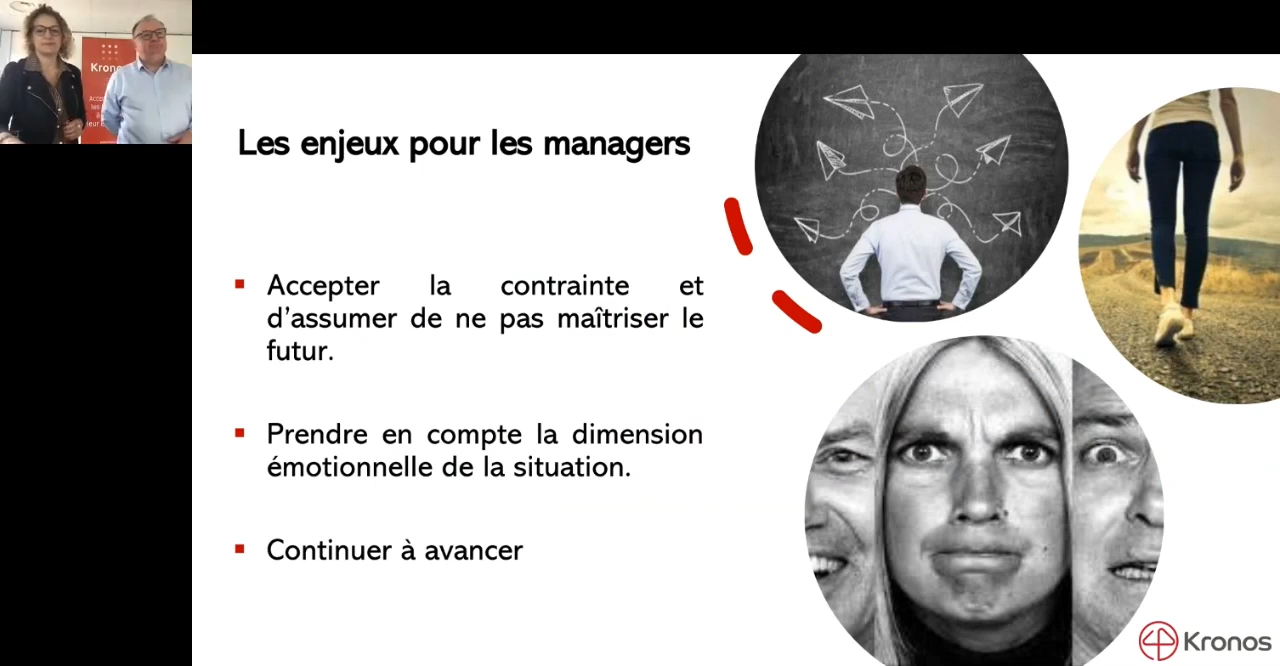 Kronos
Les enjeux pour les managers
Accepter la contrainte et
d’assumer de ne pas maîtriser le
futur.
Prendre en compte la dimension
émotionnelle de la situation.
Continuer à avancer
Kronos